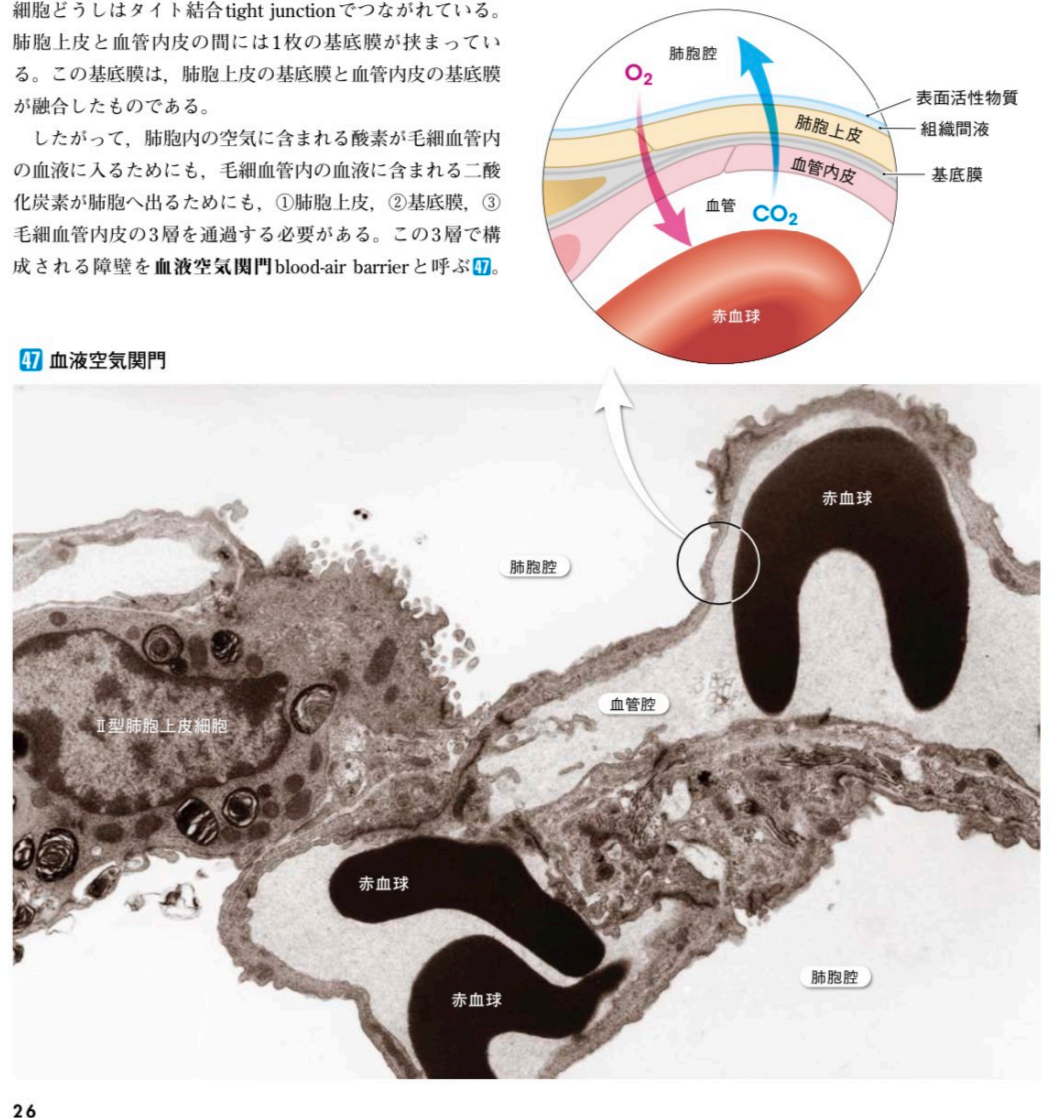 細胞どうしはタイト結合tight junctionでつながれている。
肺胞上皮と血管内皮の間には1枚の基底膜が挟まってい
る。この基底膜は，肺胞上皮の基底膜と血管内皮の基底膜
が融合したものである。
したがって，肺胞内の空気に含まれる酸素が毛細血管内
の血液に入るためにも，毛細血管内の血液に含まれる二酸
化炭素が肺胞へ出るためにも，①肺胞上皮，②基底膜，③
毛細血管内皮の3層を通過する必要がある。この3層で構
成される障壁を血液空気関門blood-air barrierと呼ぶ47。
肺胞腔
O₂
表面活性物質
肺胞上皮
組織間液
血管内皮
基底膜
血管
CO₂
赤血球
47 血液空気関門
赤血球
肺胞腔
血管腔
Ⅱ型肺胞上皮細胞
赤血球
肺胞腔
赤血球
26